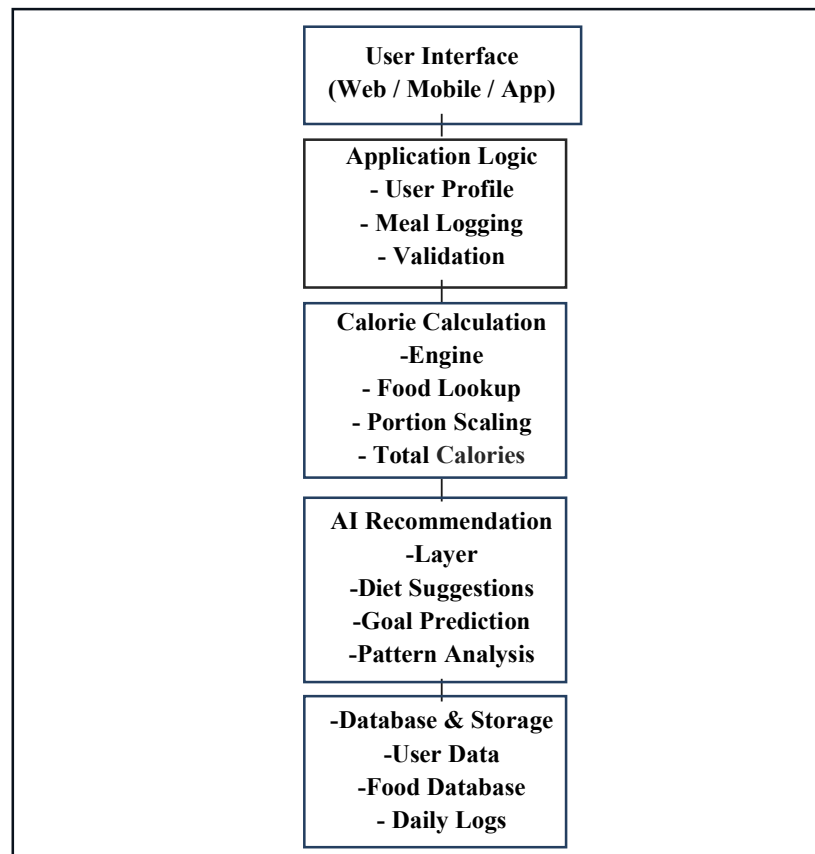 User Interface
(Web / Mobile / App)
Application Logic
- User Profile
- Meal Logging
- Validation
Calorie Calculation
-Engine
- Food Lookup
- Portion Scaling
- Total Calories
AI Recommendation
-Layer
-Diet Suggestions
-Goal Prediction
-Pattern Analysis
-Database & Storage
-User Data
-Food Database
- Daily Logs